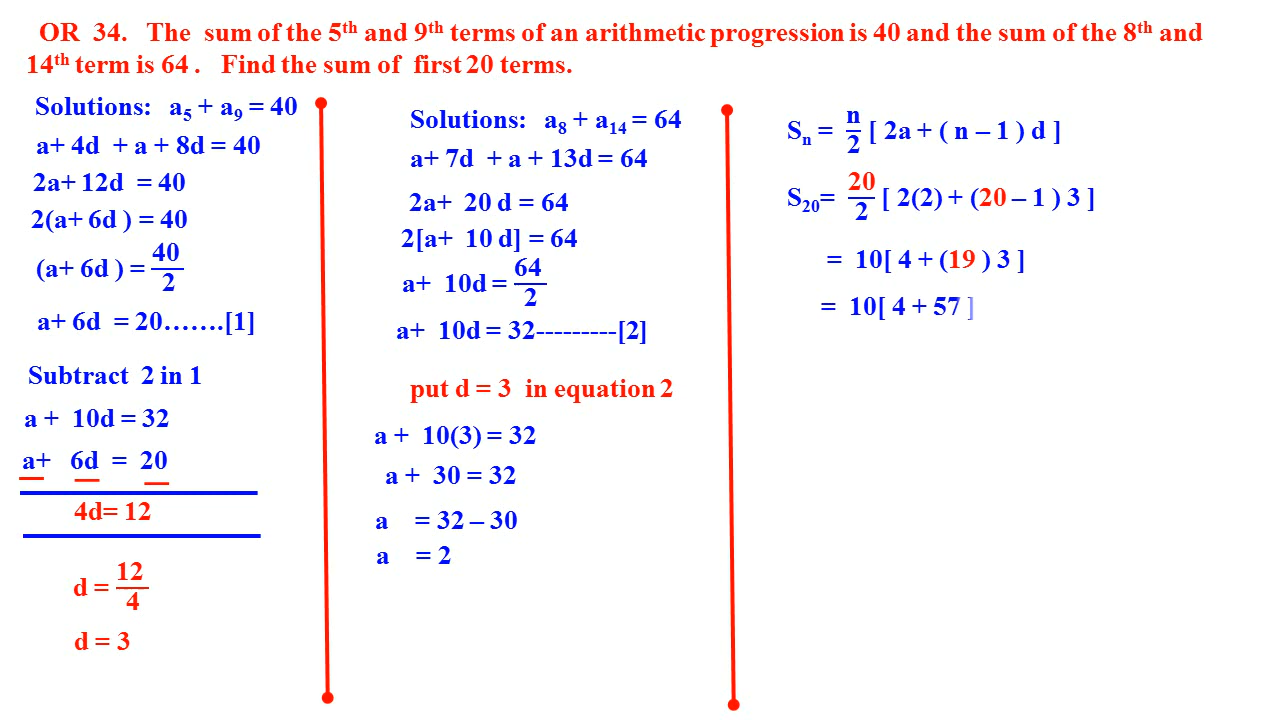 OR 34. The sum of the 5th and 9th terms of an arithmetic progression is 40 and the sum of the 8th and
14th term is 64 . Find the sum of first 20 terms.
Solutions: a5 + a9 = 40
a+ 4d + a + 8d = 40
2a+ 12d = 40
2(a+ 6d ) = 40
(a+ 6d ) = 40/2
a+ 6d = 20…….[1]
Subtract 2 in 1
a + 10d = 32
a+ 6d = 20
4d= 12
d = 12/4
d = 3
Solutions: a8 + a14 = 64
a+ 7d + a + 13d = 64
2a+ 20 d = 64
2[a+ 10 d] = 64
a+ 10d = 64/2
a+ 10d = 32---------[2]
put d = 3 in equation 2
a + 10(3) = 32
a + 30 = 32
a = 32 – 30
a = 2
Sn = n/2 [ 2a + ( n – 1 ) d ]
S20= 20/2 [ 2(2) + (20 – 1 ) 3 ]
= 10[ 4 + (19 ) 3 ]
= 10[ 4 + 57 ]